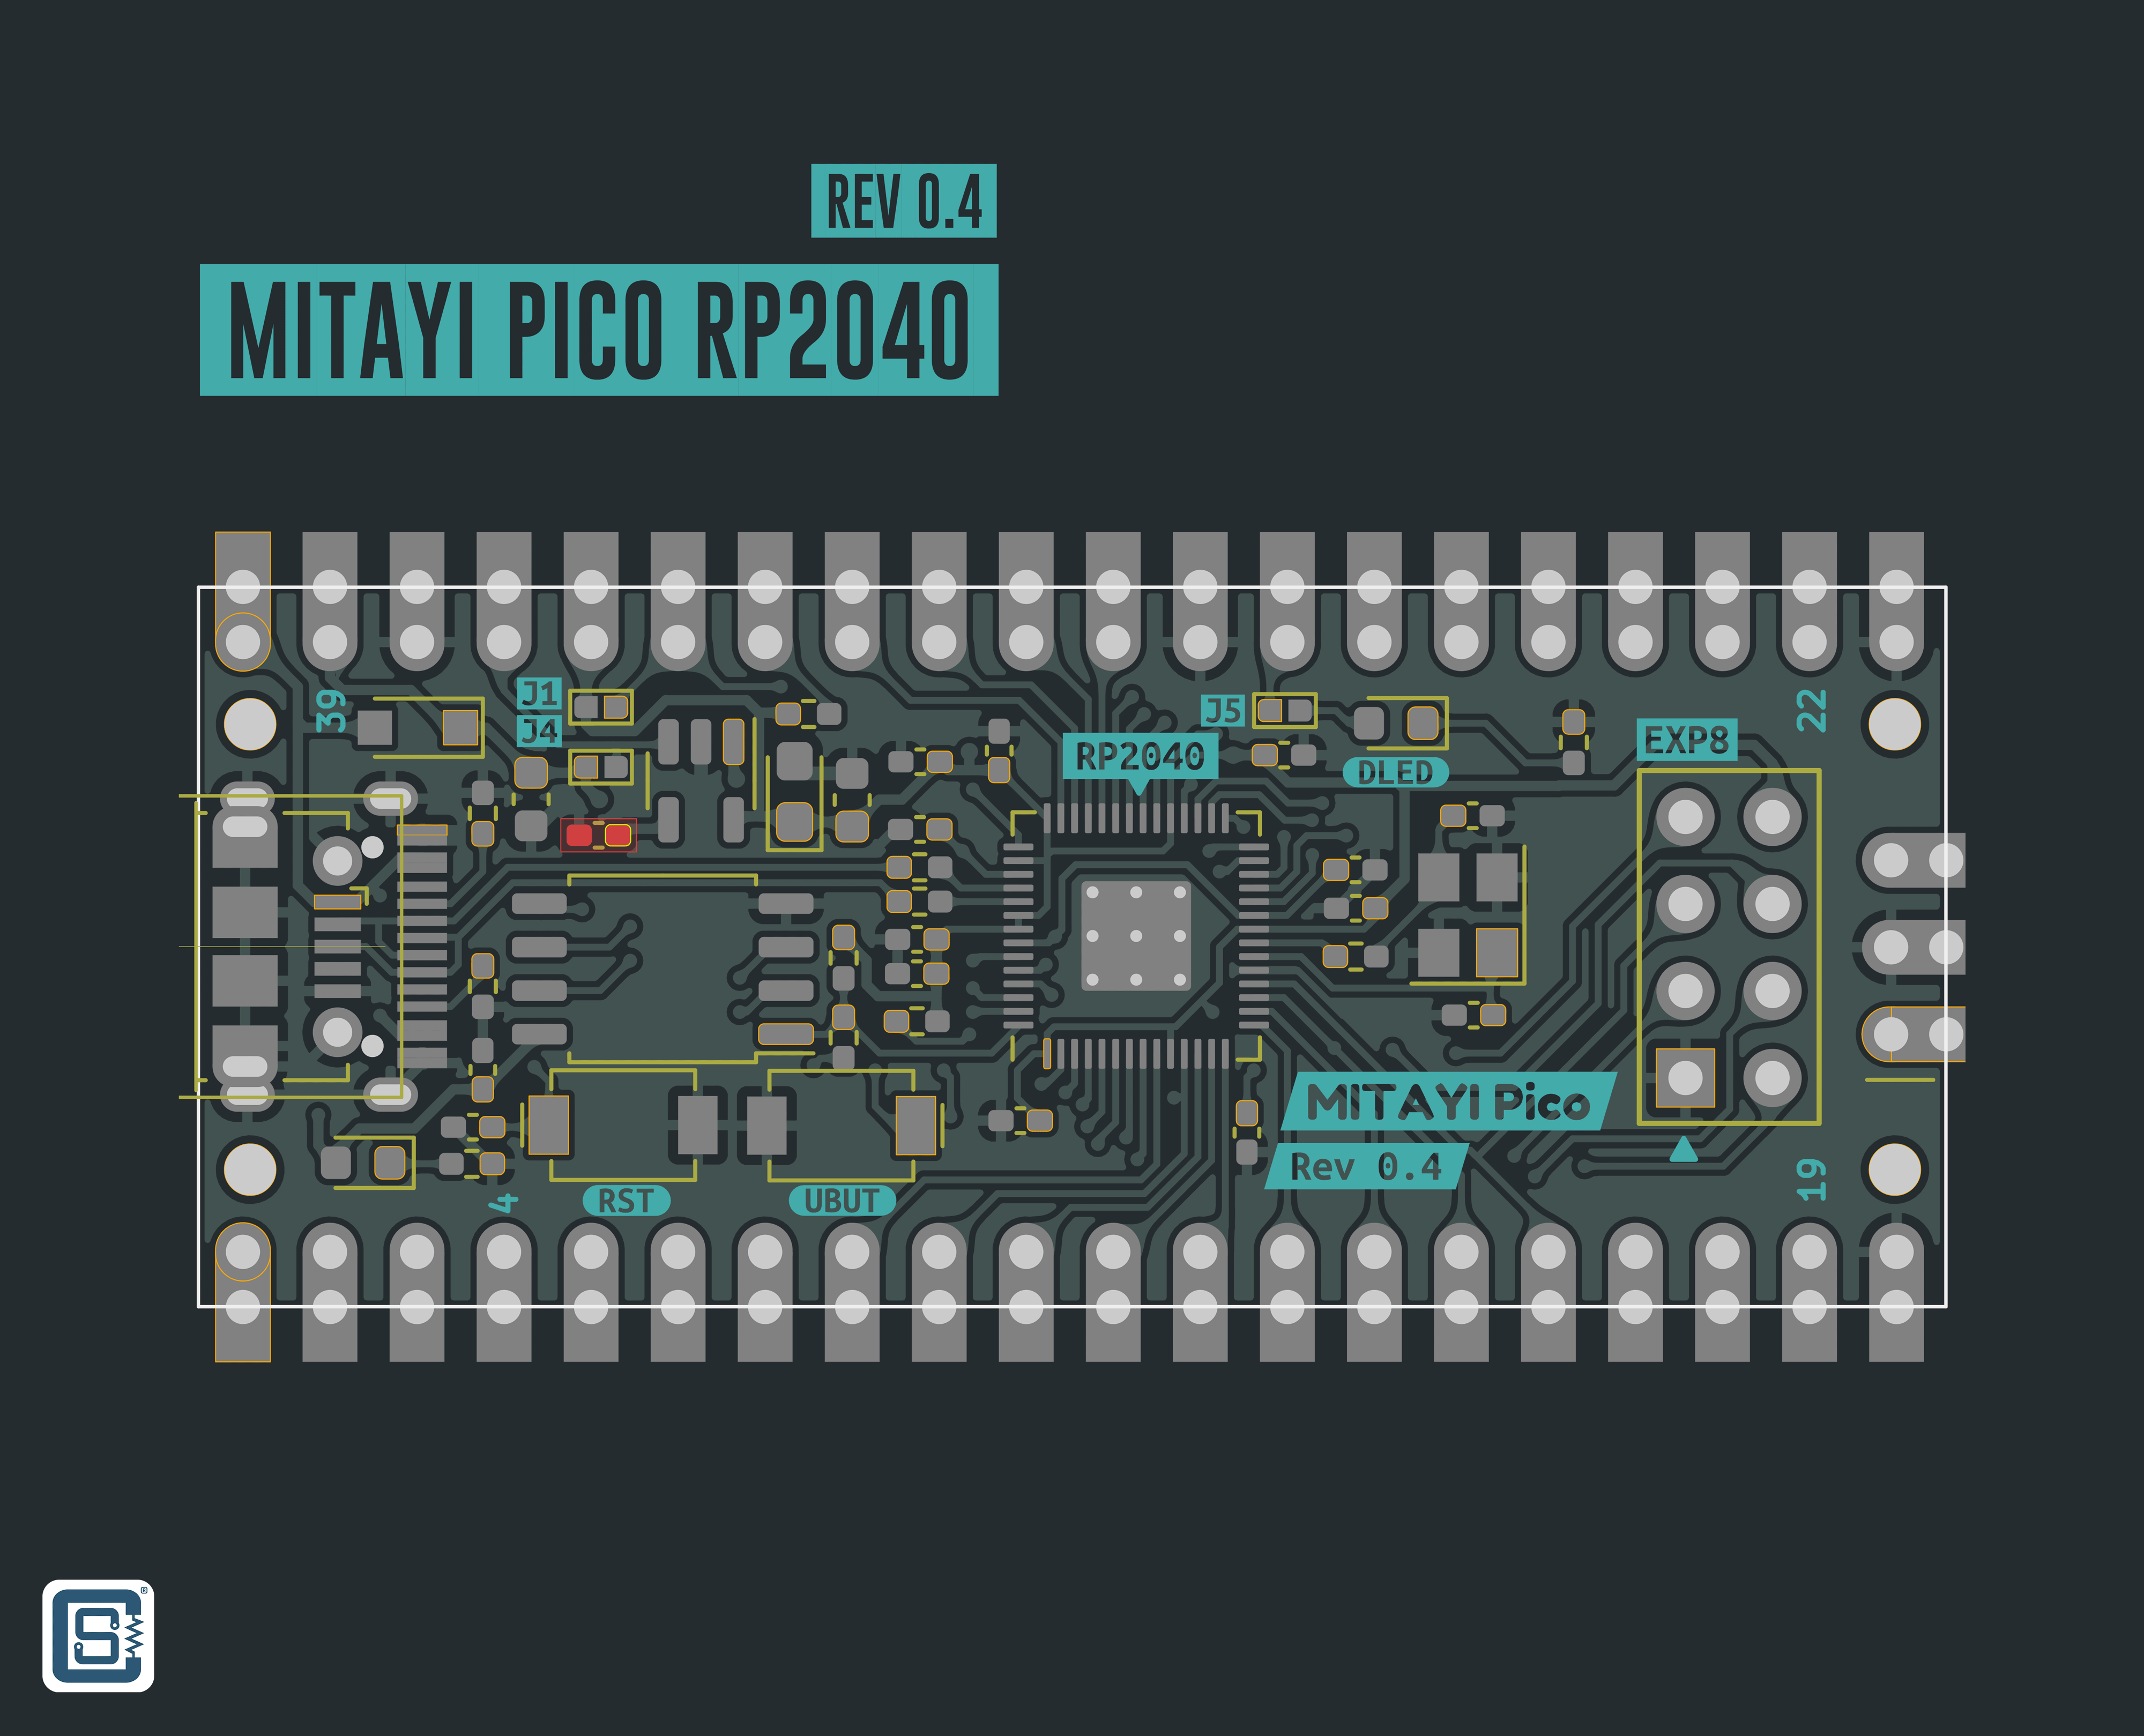 REV 0.4
MITAYI PICO RP2040
39
J1
J4
J5
22
RP2040
EXP8
DLED
MiTAYi Pico
Rev 0.4
4
RST
UBUT
19
CS
®